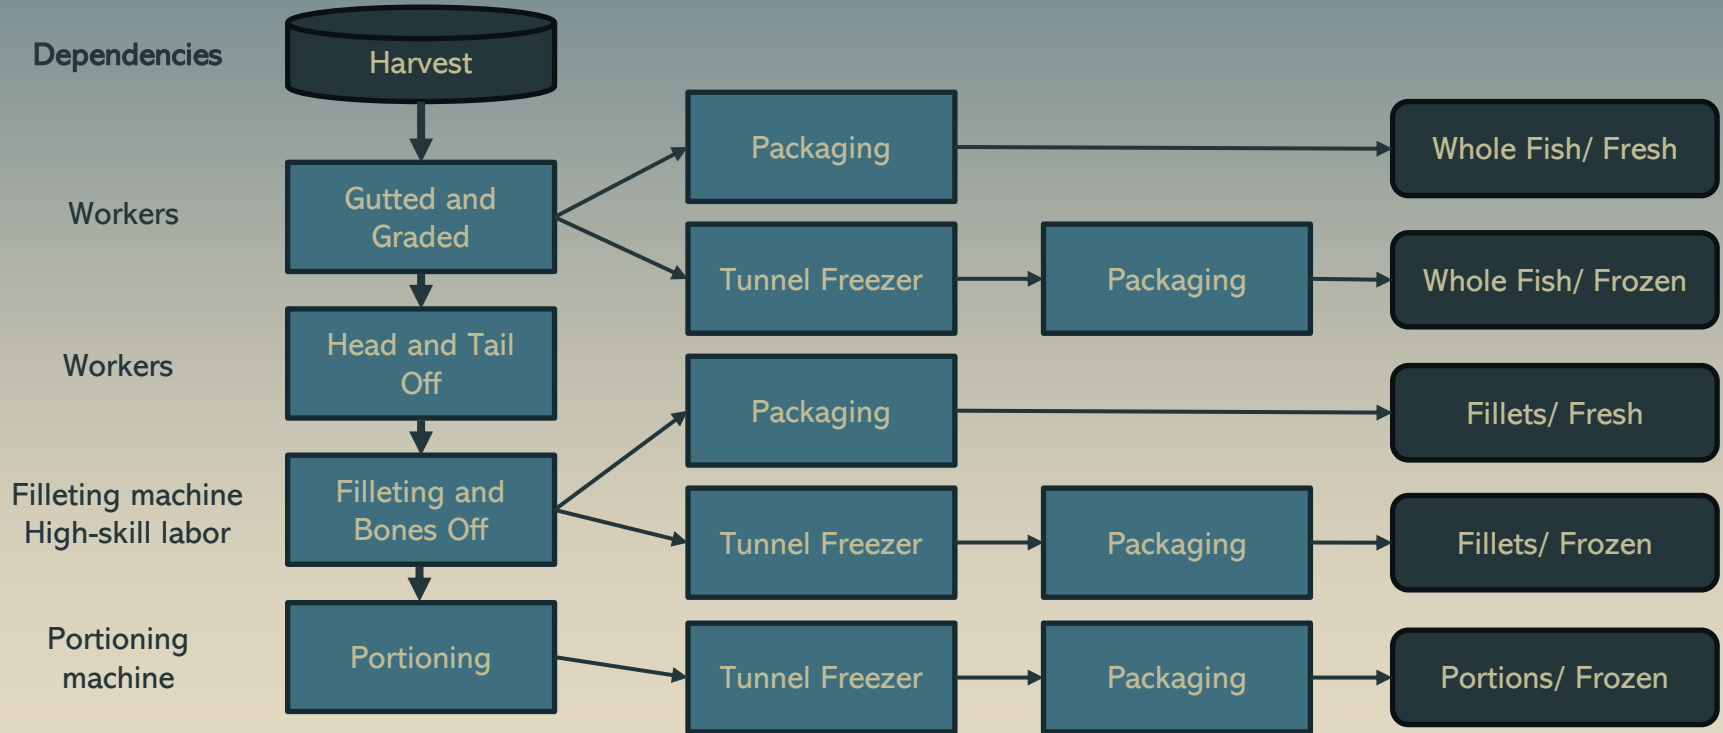 Dependencies
Harvest
Packaging
Whole Fish/ Fresh
Workers
Gutted and
Graded
Tunnel Freezer
Packaging
Whole Fish/ Frozen
Workers
Head and Tail
Off
Packaging
Fillets/ Fresh
Filleting machine
High-skill labor
Filleting and
Bones Off
Tunnel Freezer
Packaging
Fillets/ Frozen
Portioning
machine
Portioning
Tunnel Freezer
Packaging
Portions/ Frozen